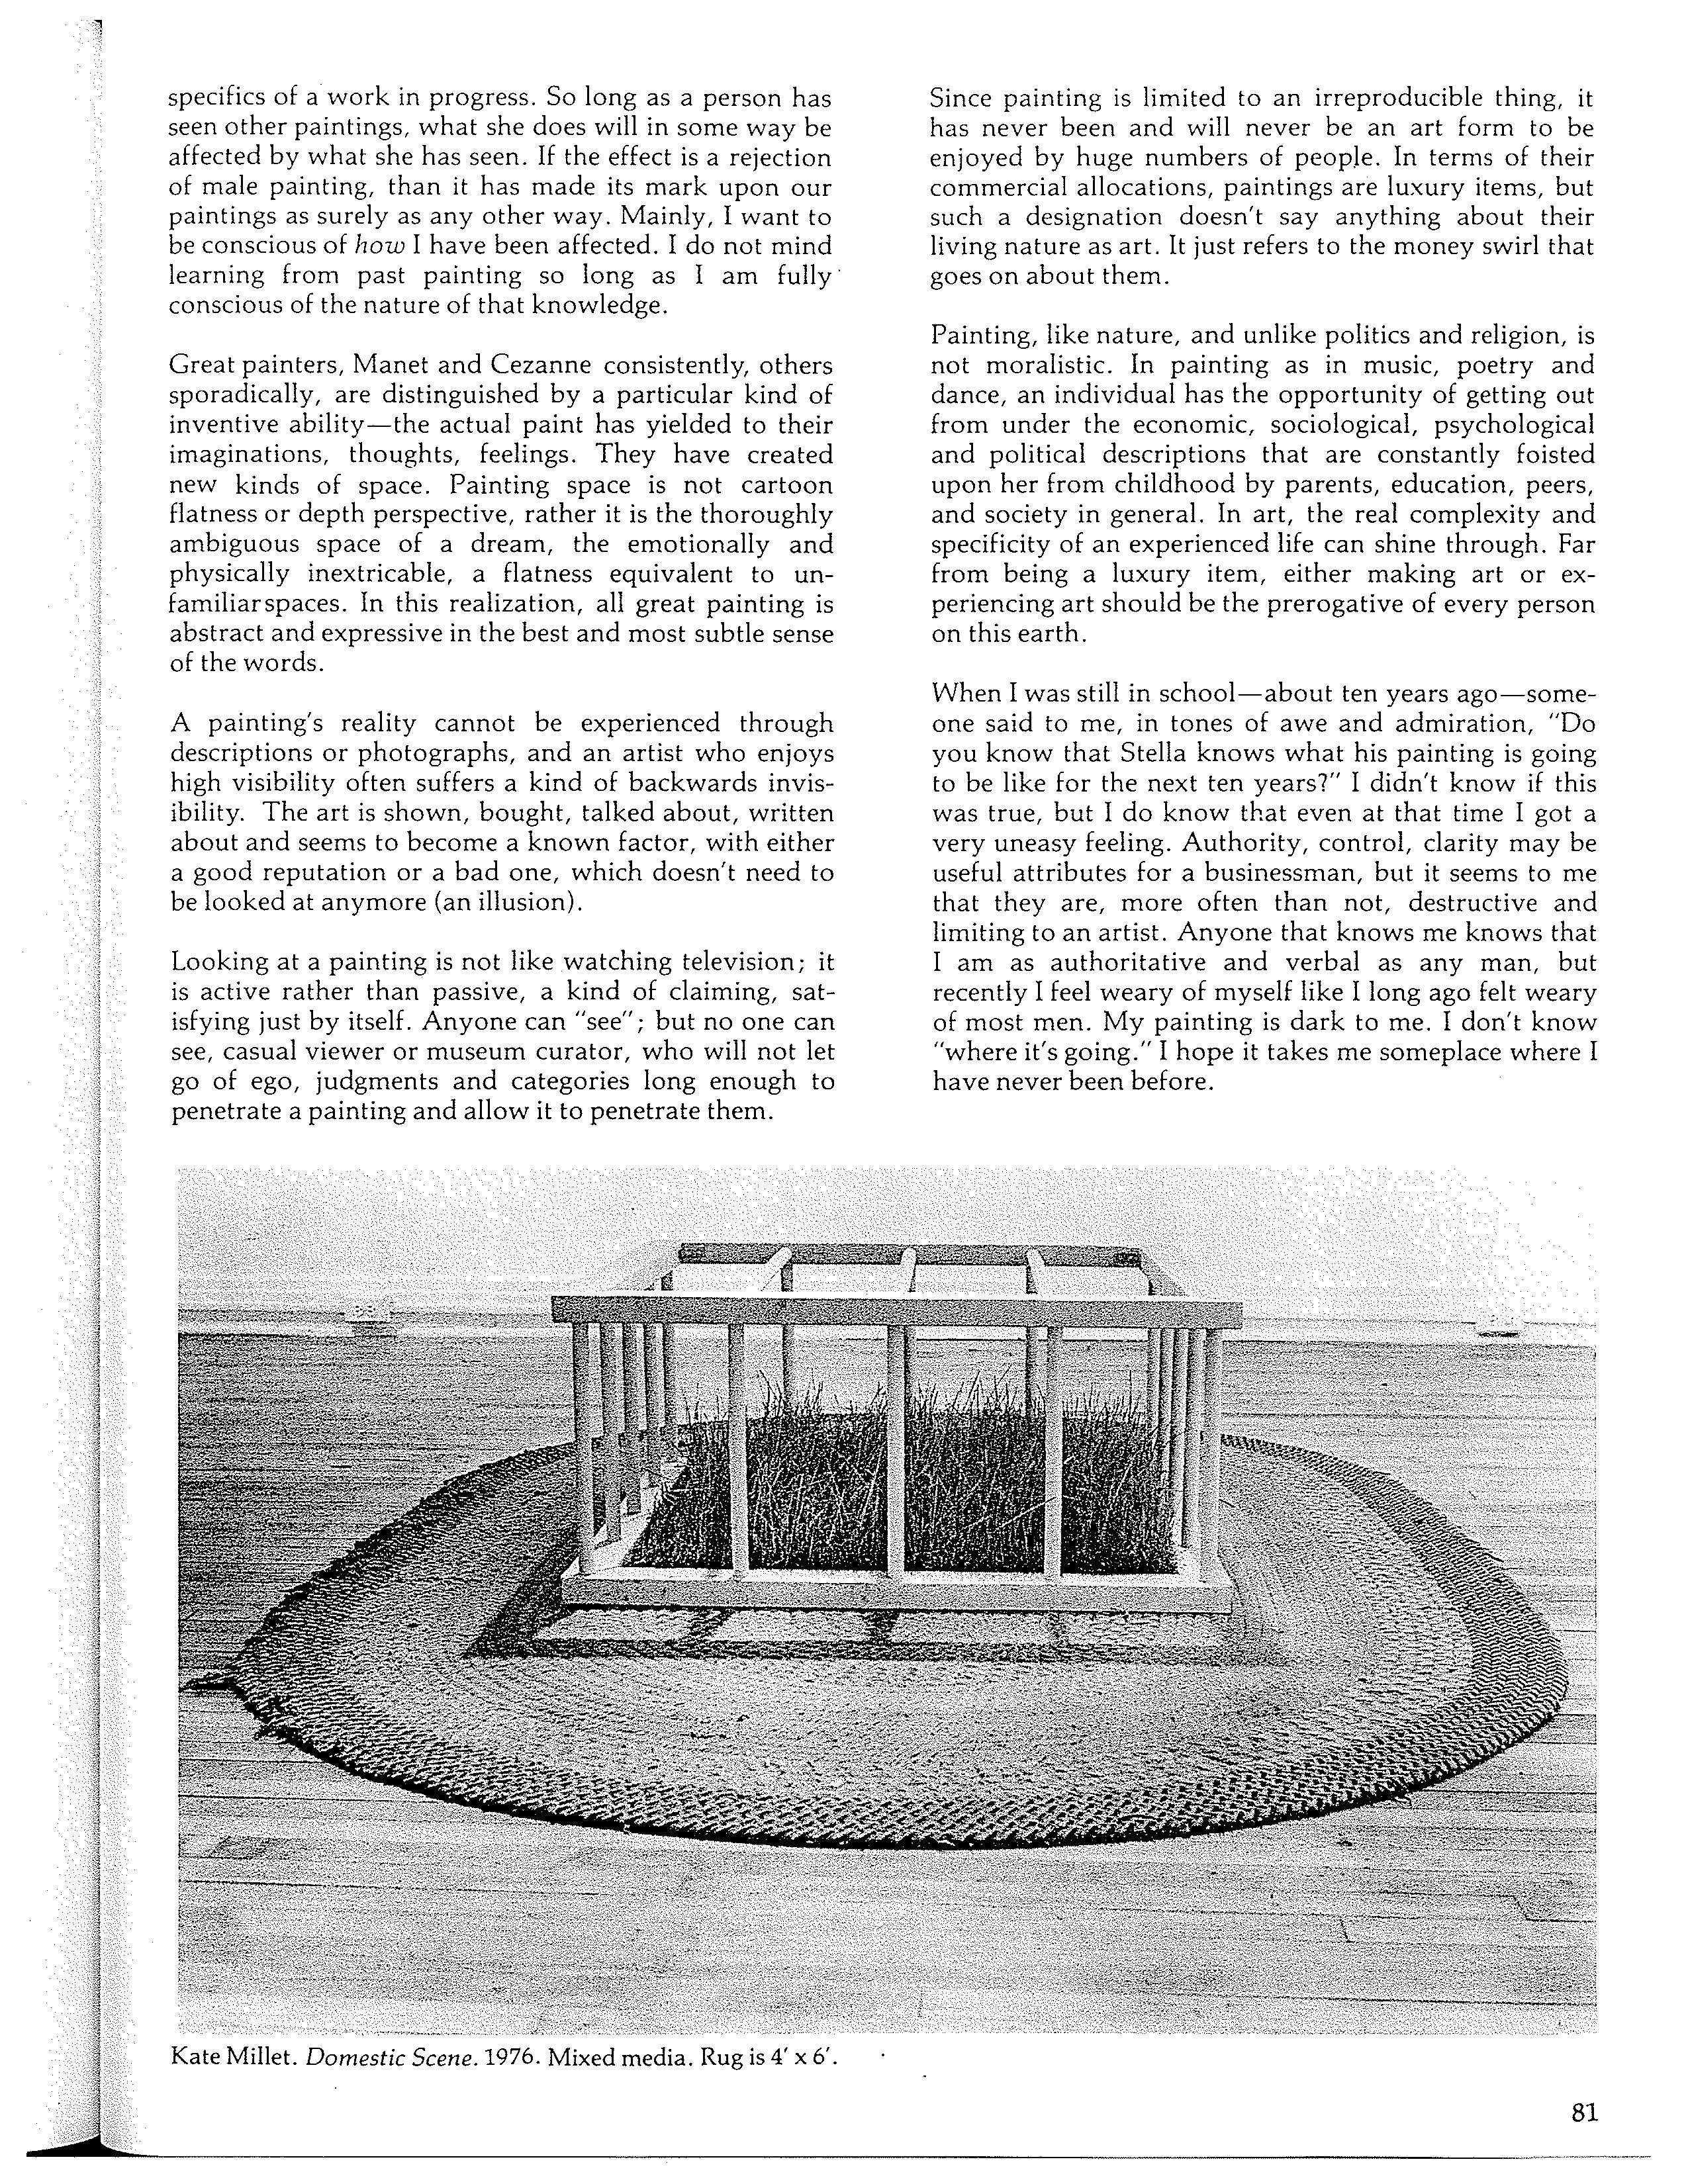 specifics of a work in progress. So long as a person has
seen other paintings, what she does will in some way be
affected by what she has seen. If the effect is a rejection
of male painting, than it has made its mark upon our
paintings as surely as any other way. Mainly, I want to
be conscious of how I have been affected. I do not mind
learning from past painting so long as I am fully
conscious of the nature of that knowledge.
Great painters, Manet and Cezanne consistently, others
sporadically, are distinguished by a particular kind of
inventive ability—the actual paint has yielded to their
imaginations, thoughts, feelings. They have created
new kinds of space. Painting space is not cartoon
flatness or depth perspective, rather it is the thoroughly
ambiguous space of a dream, the emotionally and
physically inextricable, a flatness equivalent to un-
familiar spaces. In this realization, all great painting is
abstract and expressive in the best and most subtle sense
of the words.
A painting's reality cannot be experienced through
descriptions or photographs, and an artist who enjoys
high visibility often suffers a kind of backwards invis-
ibility. The art is shown, bought, talked about, written
about and seems to become a known factor, with either
a good reputation or a bad one, which doesn't need to
be looked at anymore (an illusion).
Looking at a painting is not like watching television; it
is active rather than passive, a kind of claiming, sat-
isfying just by itself. Anyone can "see"; but no one can
see, casual viewer or museum curator, who will not let
go of ego, judgments and categories long enough to
penetrate a painting and allow it to penetrate them.
Since painting is limited to an irreproducible thing, it
has never been and will never be an art form to be
enjoyed by huge numbers of people. In terms of their
commercial allocations, paintings are luxury items, but
such a designation doesn't say anything about their
living nature as art. It just refers to the money swirl that
goes on about them.
Painting, like nature, and unlike politics and religion, is
not moralistic. In painting as in music, poetry and
dance, an individual has the opportunity of getting out
from under the economic, sociological, psychological
and political descriptions that are constantly foisted
upon her from childhood by parents, education, peers,
and society in general. In art, the real complexity and
specificity of an experienced life can shine through. Far
from being a luxury item, either making art or ex-
periencing art should be the prerogative of every person
on this earth.
When I was still in school—about ten years ago—some-
one said to me, in tones of awe and admiration, "Do
you know that Stella knows what his painting is going
to be like for the next ten years?" I didn't know if this
was true, but I do know that even at that time I got a
very uneasy feeling. Authority, control, clarity may be
useful attributes for a businessman, but it seems to me
that they are, more often than not, destructive and
limiting to an artist. Anyone that knows me knows that
I am as authoritative and verbal as any man, but
recently I feel weary of myself like I long ago felt weary
of most men. My painting is dark to me. I don't know
"where it's going." I hope it takes me someplace where I
have never been before.
Kate Millet. Domestic Scene. 1976. Mixed media. Rug is 4' x 6'.
81